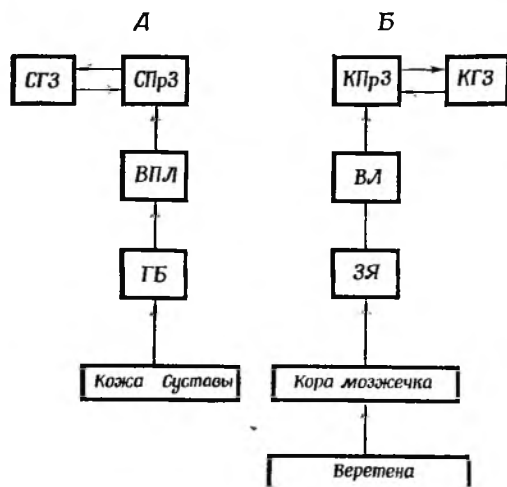 А Б
СГЗ СПрЗ КПрЗ КГЗ
ВПЛ ВЛ
ГБ ЗЯ
Кожа Суставы Кора мозжечка
Веретена